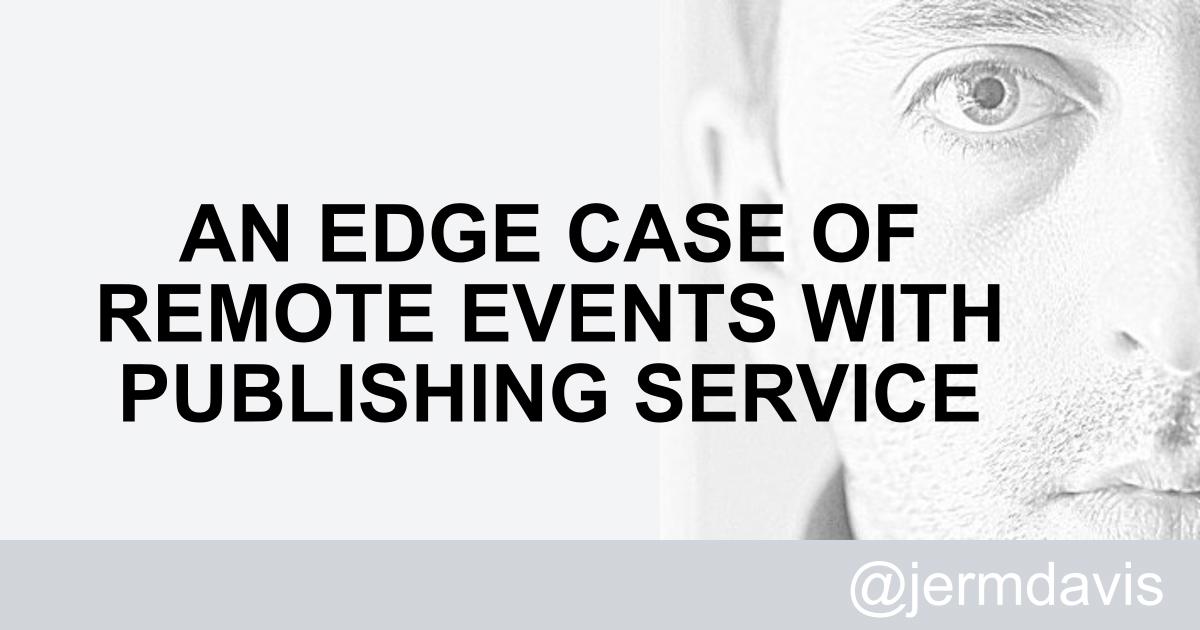 AN EDGE CASE OF
REMOTE EVENTS WITH
PUBLISHING SERVICE
@jermdavis